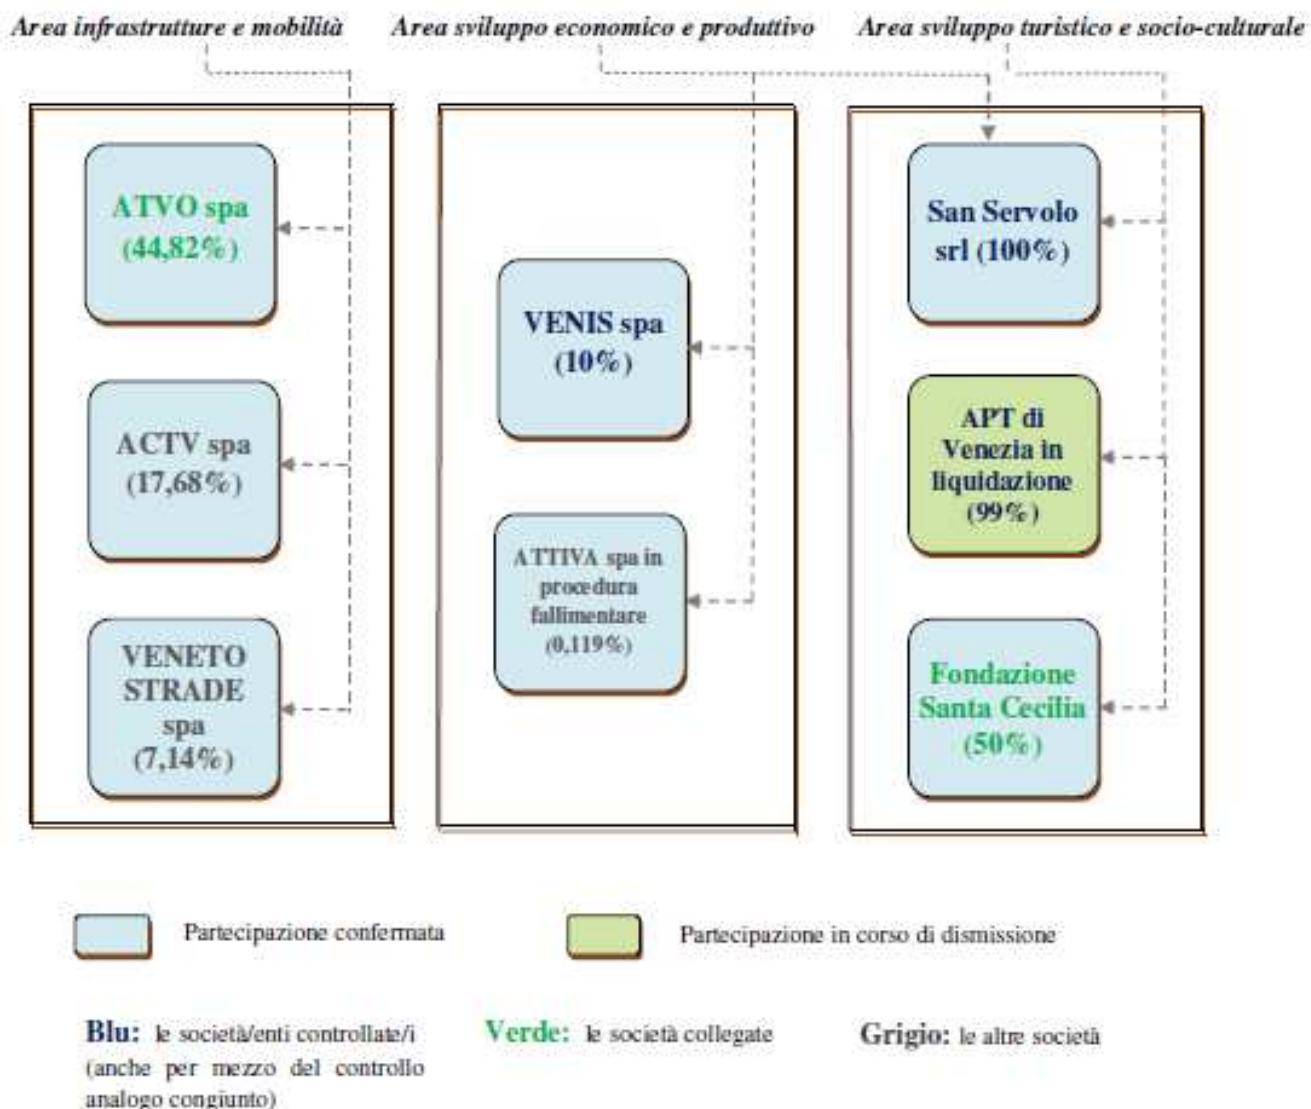 Area infrastrutture e mobilità
Area sviluppo economico e produttivo
Area sviluppo turistico e socio-culturale
ATVO spa
(44,82%)
ACTV spa
(17,68%)
VENETO
STRADE
spa
(7,14%)
VENIS spa
(10%)
ATTIVA spa in
procedura
fallimentare
(0,119%)
San Servolo
srl (100%)
APT di
Venezia in
liquidazione
(99%)
Fondazione
Santa Cecilia
(50%)
Partecipazione confermata
Partecipazione in corso di dismissione
Blu: le società/enti controllate/i
(anche per mezzo del controllo
analogo congiunto)
Verde: le società collegate
Grigio: le altre società